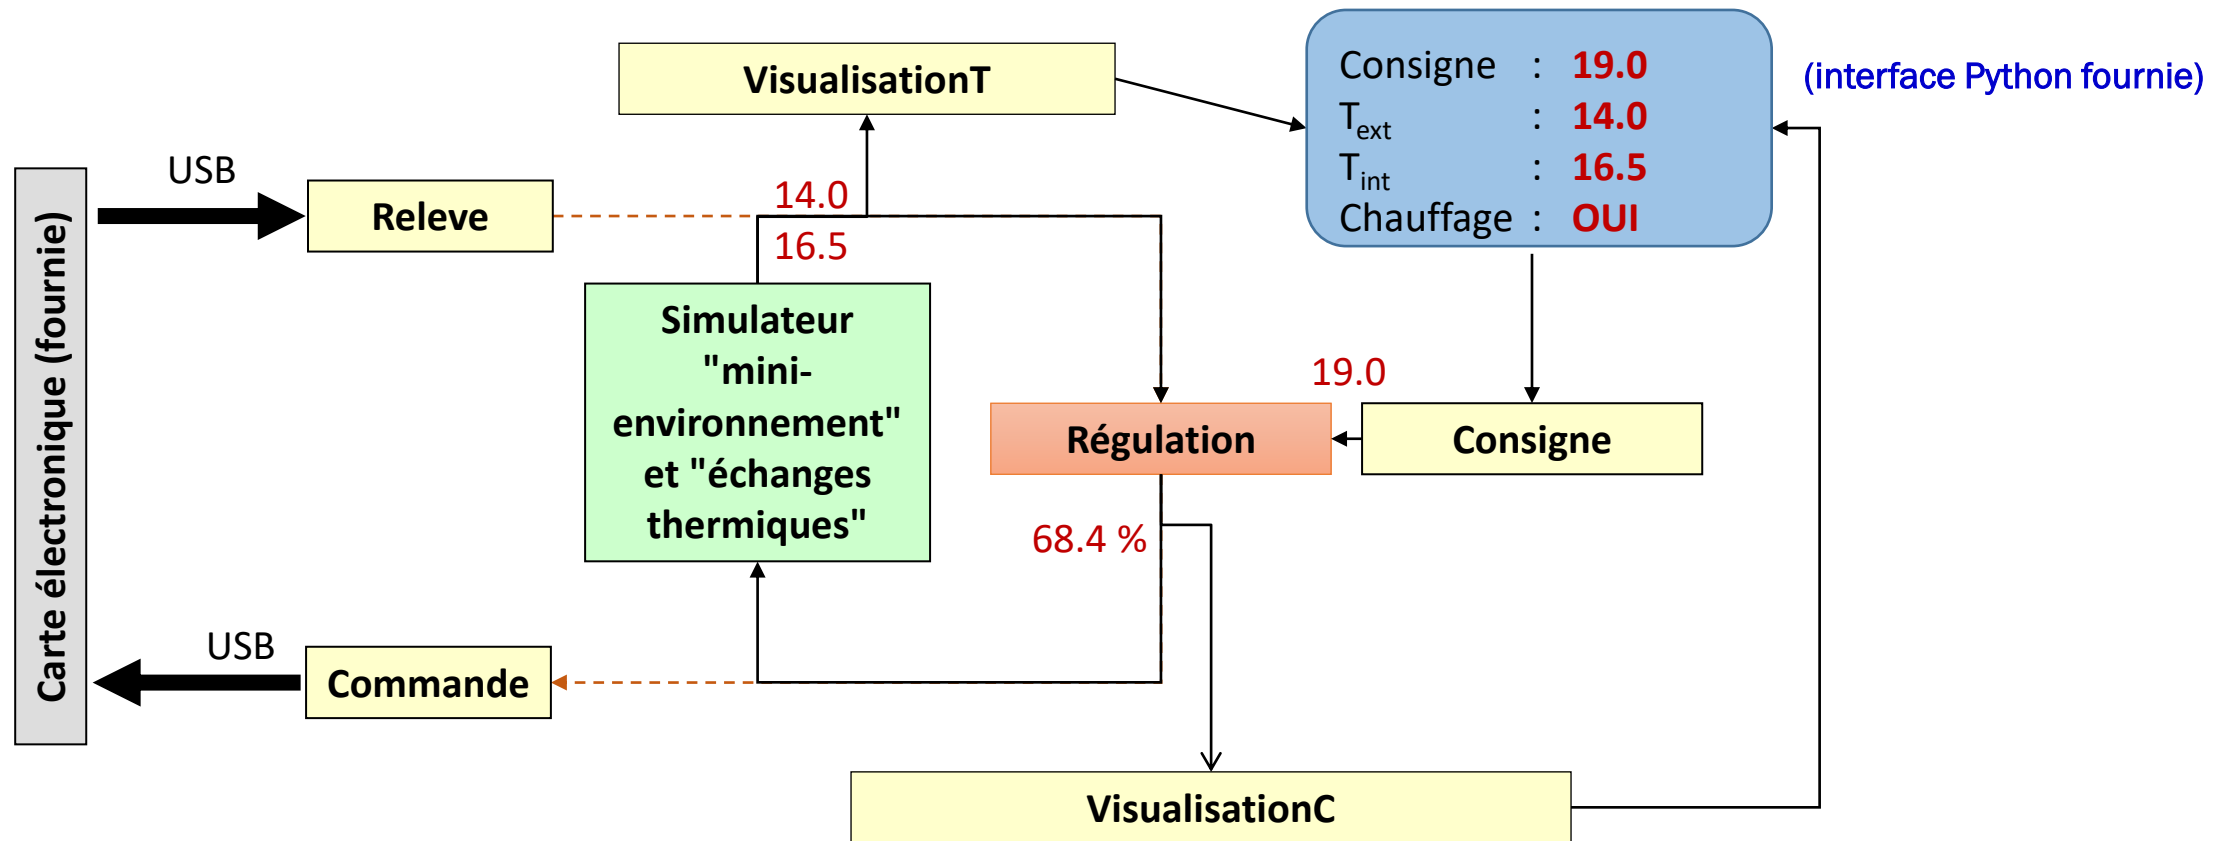 VisualisationT
Consigne : 19.0
Text : 14.0
Tint : 16.5
Chauffage : OUI
(interface Python fournie)
USB
Releve
14.0
16.5
Carte électronique (fournie)
Simulateur
"mini-
environnement"
et "échanges
thermiques"
19.0
Régulation
Consigne
68.4 %
USB
Commande
VisualisationC